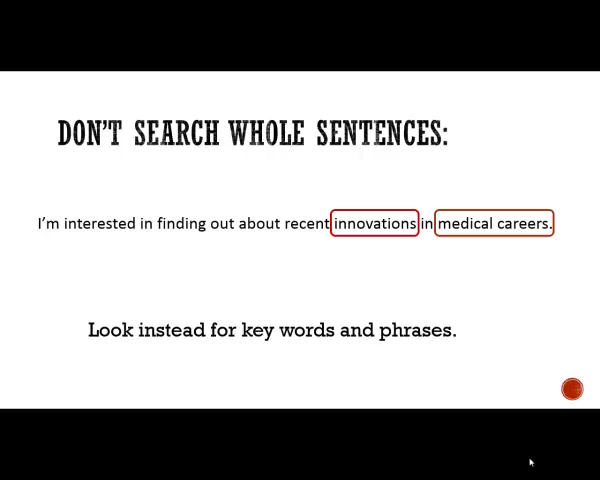 DON'T SEARCH WHOLE SENTENCES:
I'm interested in finding out about recent innovations in medical careers.
Look instead for key words and phrases.